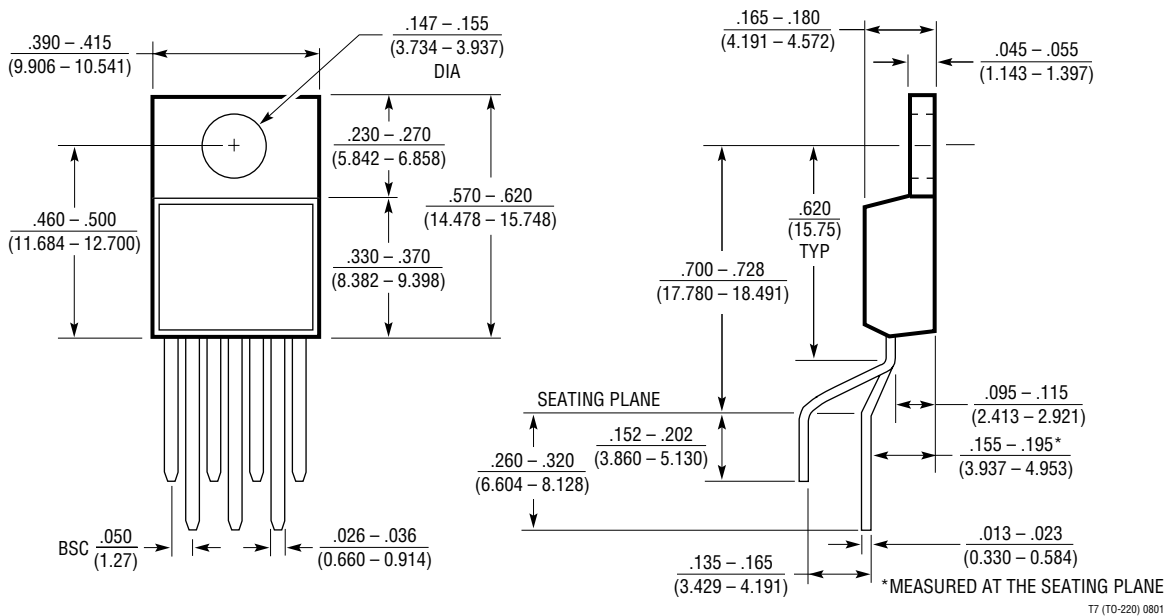 .390 – .415
(9.906 – 10.541)
.147 – .155
(3.734 – 3.937)
DIA
.230 – .270
(5.842 – 6.858)
.570 – .620
(14.478 – 15.748)
.460 – .500
(11.684 – 12.700)
.330 – .370
(8.382 – 9.398)
BSC .050
(1.27)
.026 – .036
(0.660 – 0.914)
.165 – .180
(4.191 – 4.572)
.045 – .055
(1.143 – 1.397)
.620
(15.75)
TYP
.700 – .728
(17.780 – 18.491)
SEATING PLANE
.152 – .202
(3.860 – 5.130)
.260 – .320
(6.604 – 8.128)
.095 – .115
(2.413 – 2.921)
.155 – .195*
(3.937 – 4.953)
.013 – .023
(0.330 – 0.584)
.135 – .165
(3.429 – 4.191)
*MEASURED AT THE SEATING PLANE
T7 (TO-220) 0801